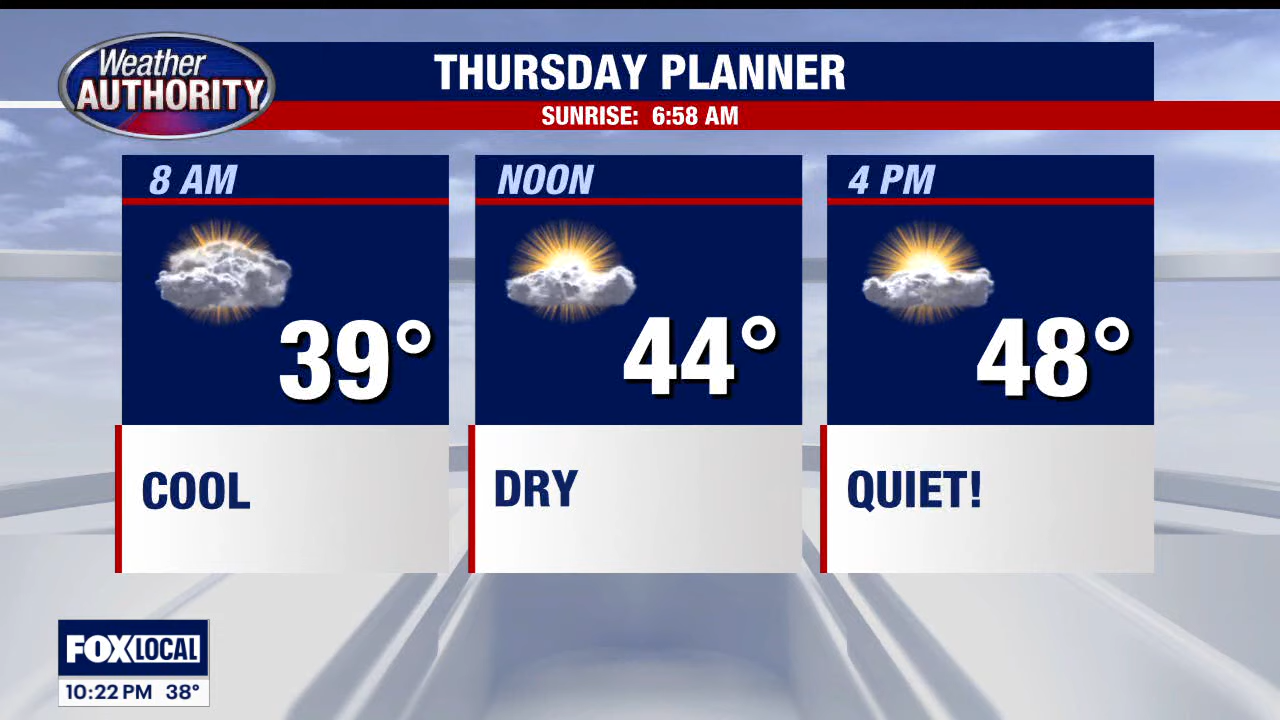 Weather
AUTHORITY
THURSDAY PLANNER
SUNRISE: 6:58 AM
8 AM
39°
COOL
NOON
44°
DRY
4 PM
48°
QUIET!
FOX LOCAL
10:22 PM 38°